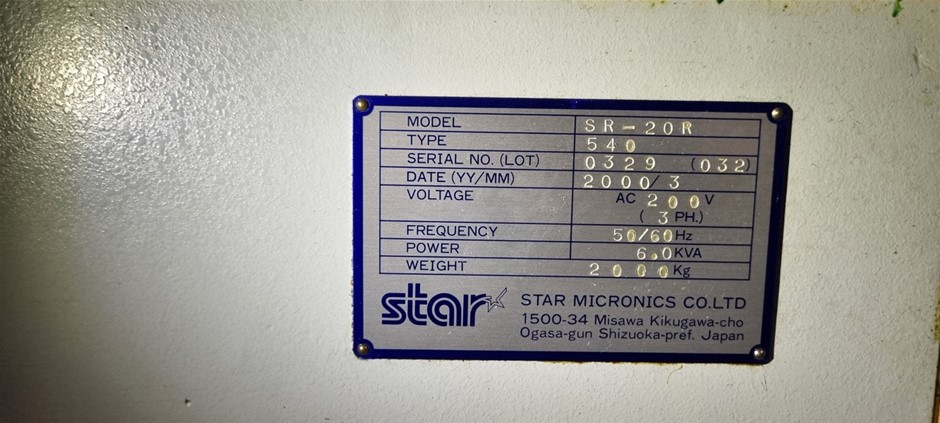 MODEL SR-20R
TYPE 540
SERIAL NO. (LOT) 0329 (032)
DATE (YY/MM) 2000/3
VOLTAGE AC 200V
(3 PH.)
FREQUENCY 50/60Hz
POWER 6.0KVA
WEIGHT 2000Kg
star STAR MICRONICS CO.LTD
1500-34 Misawa Kikugawa-cho
Ogasa-gun Shizuoka-pref. Japan